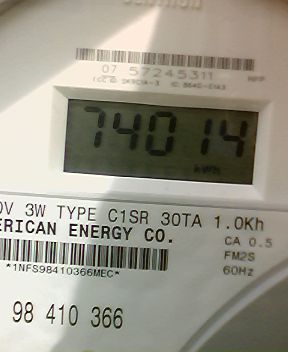 07 57245311
74014
kWh
0V 3W TYPE C1SR 30TA 1.0Kh
ERICAN ENERGY CO.
CA 0.5
FM2S
*1NFS98410366MEC*
60Hz
98 410 366